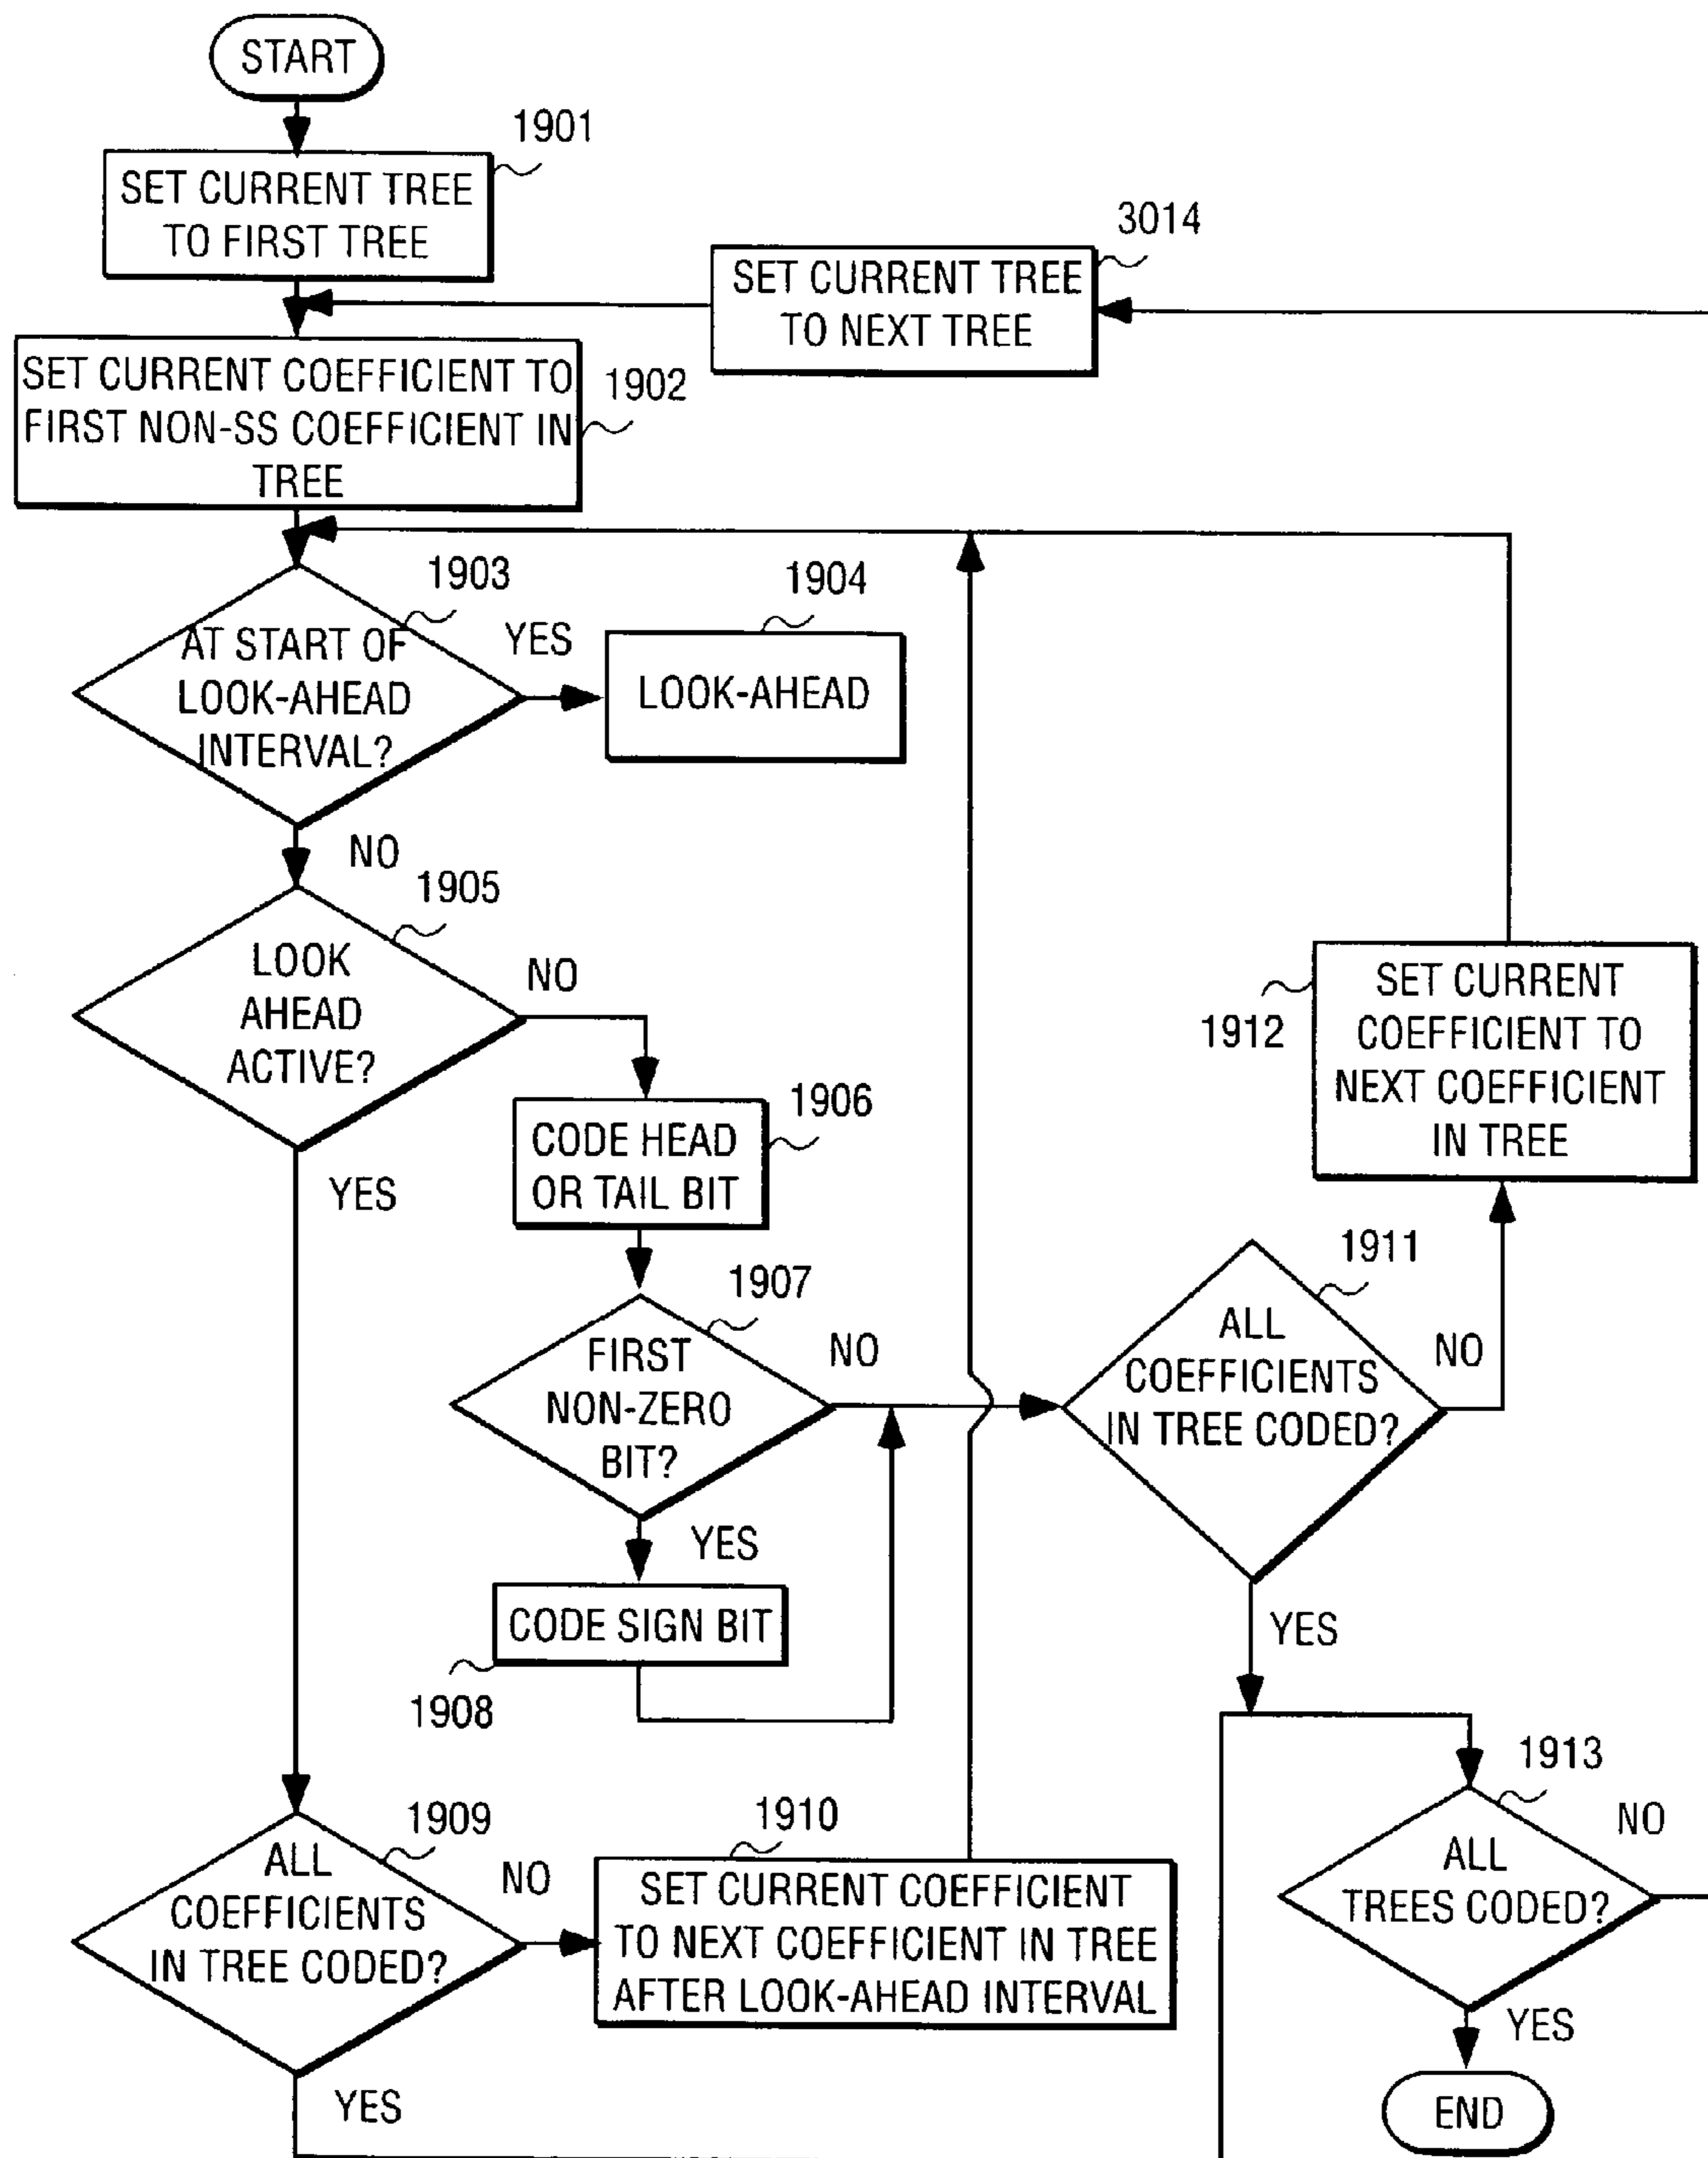 START
1901
SET CURRENT TREE
TO FIRST TREE
3014
SET CURRENT TREE
TO NEXT TREE
1902
SET CURRENT COEFFICIENT TO
FIRST NON-SS COEFFICIENT IN
TREE
1903
AT START OF
LOOK-AHEAD
INTERVAL?
YES
1904
LOOK-AHEAD
NO
1905
LOOK
AHEAD
ACTIVE?
NO
YES
1906
CODE HEAD
OR TAIL BIT
1907
FIRST
NON-ZERO
BIT?
NO
YES
CODE SIGN BIT
1908
1912
SET CURRENT
COEFFICIENT TO
NEXT COEFFICIENT
IN TREE
1911
ALL
COEFFICIENTS
IN TREE CODED?
NO
YES
1909
ALL
COEFFICIENTS
IN TREE CODED?
NO
YES
1910
SET CURRENT COEFFICIENT
TO NEXT COEFFICIENT IN TREE
AFTER LOOK-AHEAD INTERVAL
1913
ALL
TREES CODED?
NO
YES
END